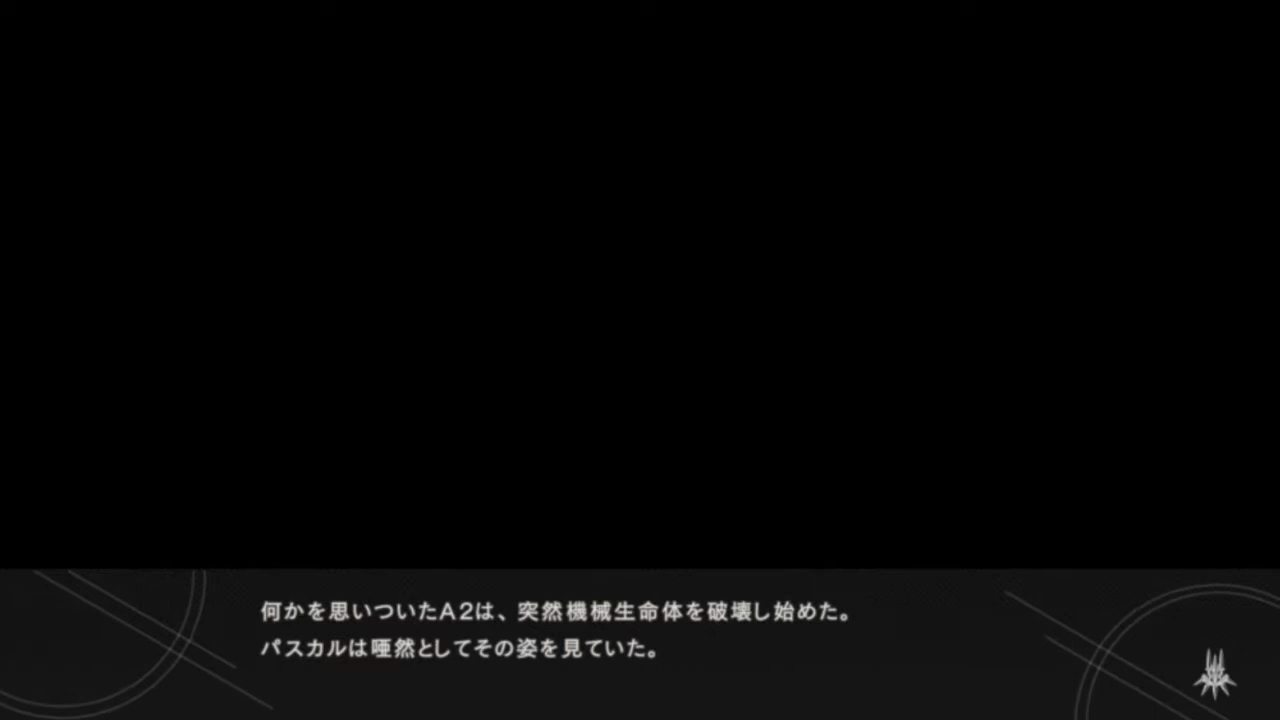 何かを思いついたA2は、突然機械生命体を破壊し始めた。
パスカルは唖然としてその姿を見ていた。